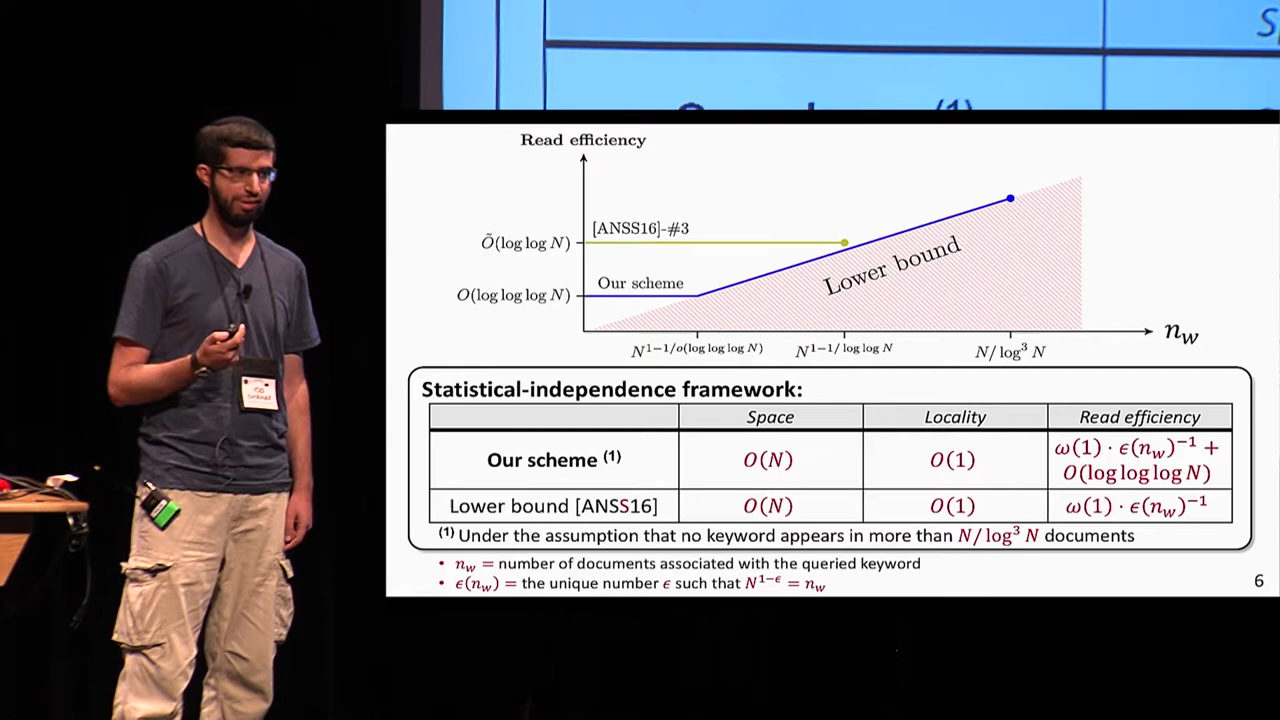 Read efficiency
[ANSS16]-#3
Õ(log log N)
Our scheme
O(log log log N)
Lower bound
n_w
N^{1−1/o(log log log N)} N^{1−1/ log log N} N/ log³ N
Statistical-independence framework:
Space Locality Read efficiency
Our scheme (1) O(N) O(1) ω(1) · ϵ(n_w)⁻¹ + O(log log log N)
Lower bound [ANSS16] O(N) O(1) ω(1) · ϵ(n_w)⁻¹
(1) Under the assumption that no keyword appears in more than N/ log³ N documents
• n_w = number of documents associated with the queried keyword
• ϵ(n_w) = the unique number ϵ such that N^{1−ϵ} = n_w
6